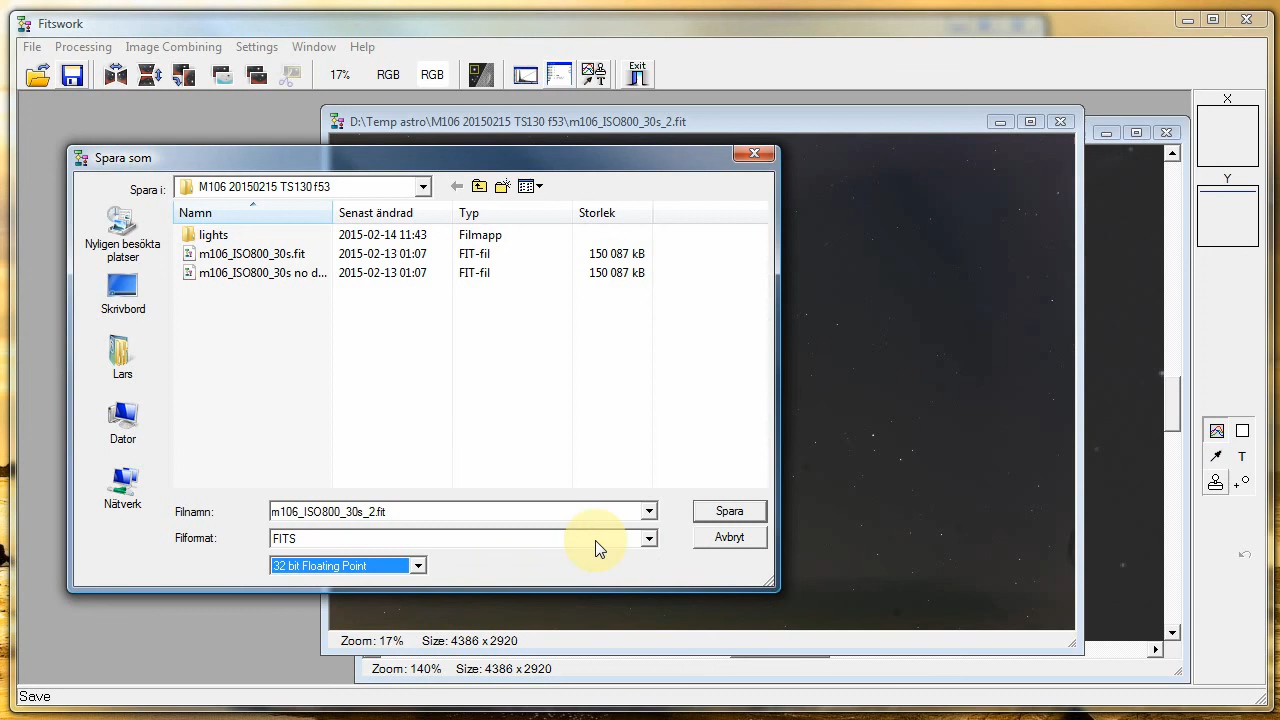 Fitswork
File Processing Image Combining Settings Window Help
17% RGB RGB Exit
X
D:\Temp astro\M106 20150215 TS130 f53\m106_ISO800_30s_2.fit
Spara som
Spara i: M106 20150215 TS130 f53
Y
Namn Senast ändrad Typ Storlek
lights 2015-02-14 11:43 Filmapp
m106_ISO800_30s.fit 2015-02-13 01:07 FIT-fil 150 087 kB
m106_ISO800_30s no d... 2015-02-13 01:07 FIT-fil 150 087 kB
Nyligen besökta
platser
Skrivbord
Lars
Dator
Nätverk
Filnamn: m106_ISO800_30s_2.fit Spara
Filformat: FITS Avbryt
32 bit Floating Point
T
Zoom: 17% Size: 4386 x 2920
Zoom: 140% Size: 4386 x 2920
Save